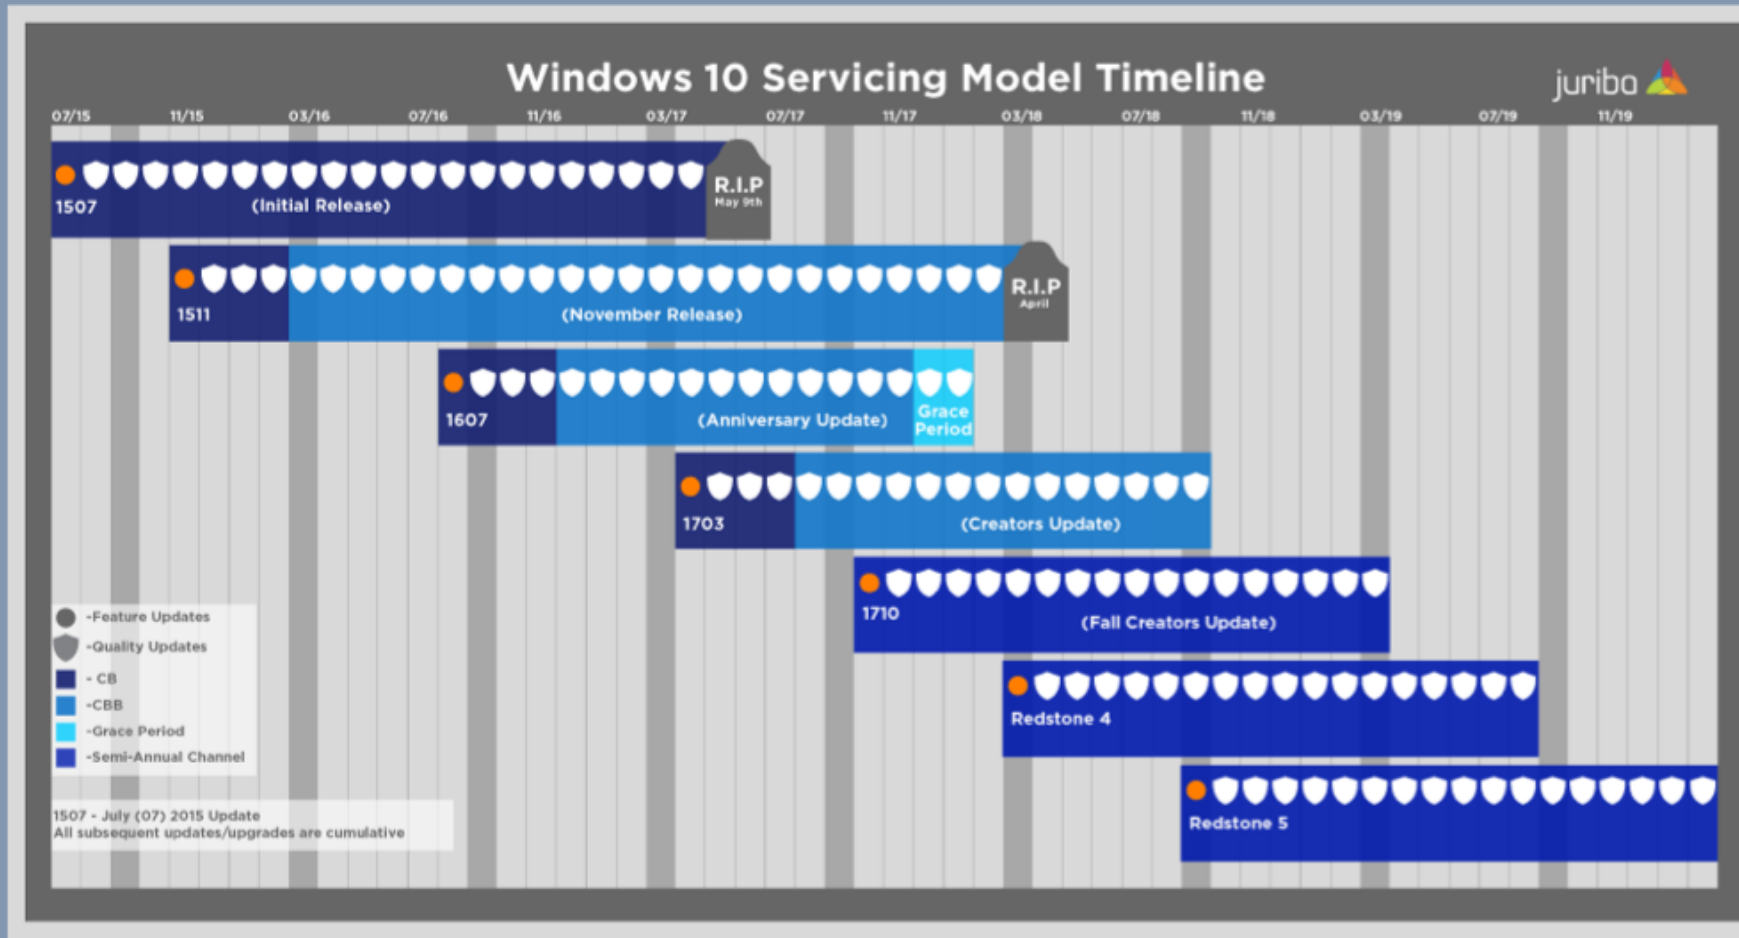 Windows 10 Servicing Model Timeline
juriba
07/15 11/15 03/16 07/16 11/16 03/17 07/17 11/17 03/18 07/18 11/18 03/19 07/19 11/19
R.I.P
May 9th
1507 (Initial Release)
R.I.P
April
1511 (November Release)
1607 (Anniversary Update)
Grace
Period
1703 (Creators Update)
1710 (Fall Creators Update)
Redstone 4
Redstone 5
-Feature Updates
-Quality Updates
- CB
-CBB
-Grace Period
-Semi-Annual Channel
1507 - July (07) 2015 Update
All subsequent updates/upgrades are cumulative